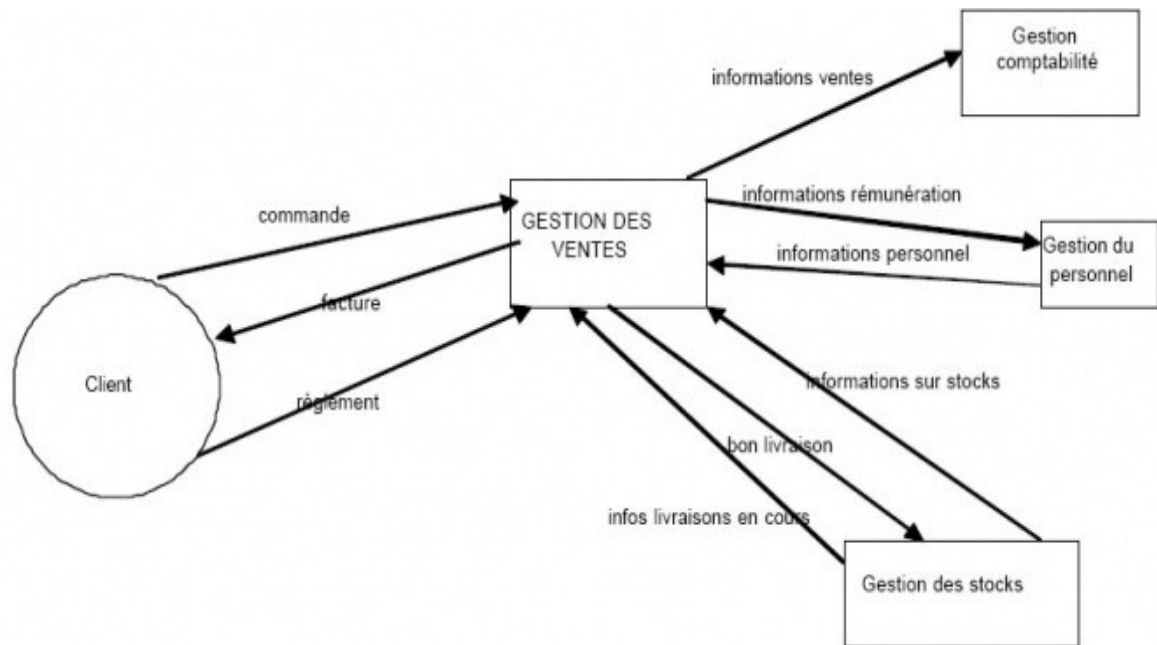 Gestion
comptabilité
informations ventes
informations rémunération
commande
GESTION DES
VENTES
Gestion du
personnel
informations personnel
facture
Client
règlement
informations sur stocks
bon livraison
infos livraisons en cours
Gestion des stocks